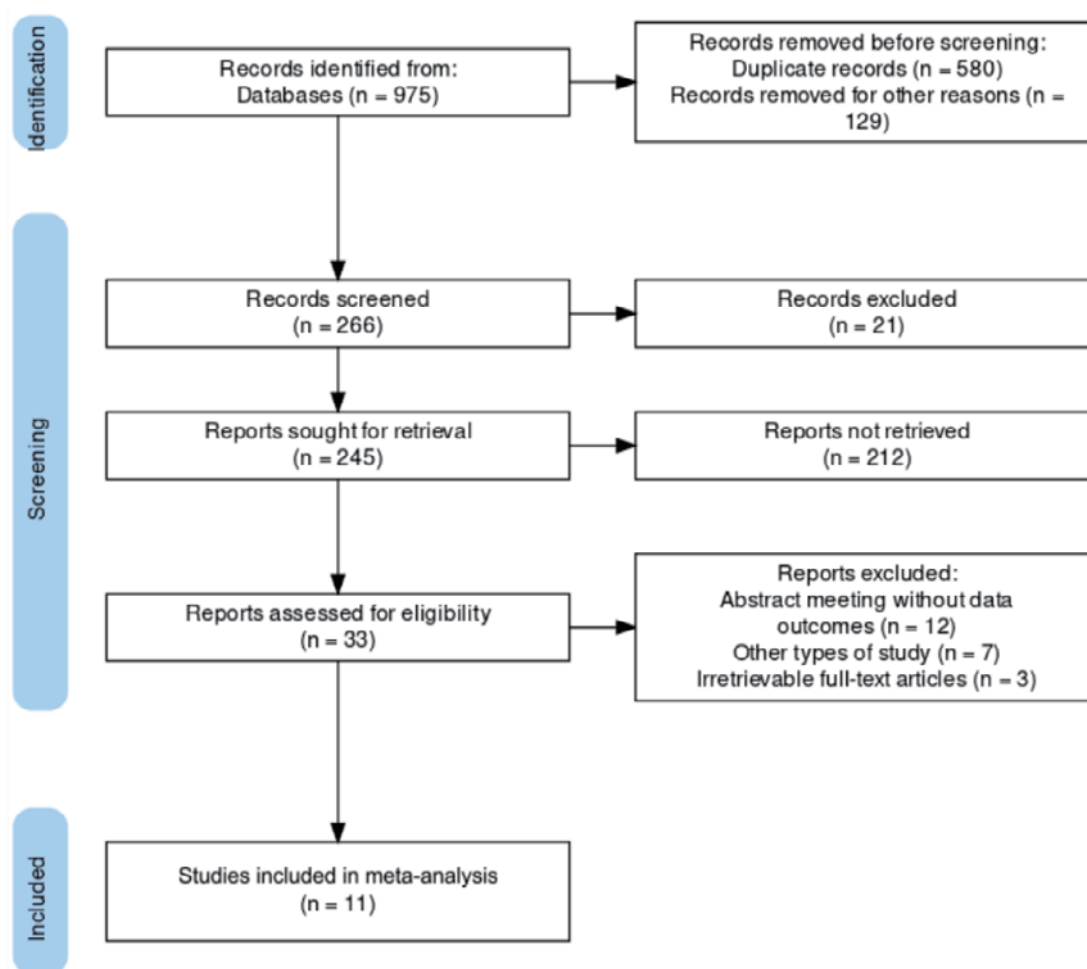 Identification
Records identified from:
Databases (n = 975)
Records removed before screening:
Duplicate records (n = 580)
Records removed for other reasons (n =
129)
Screening
Records screened
(n = 266)
Records excluded
(n = 21)
Reports sought for retrieval
(n = 245)
Reports not retrieved
(n = 212)
Reports assessed for eligibility
(n = 33)
Reports excluded:
Abstract meeting without data
outcomes (n = 12)
Other types of study (n = 7)
Irretrievable full-text articles (n = 3)
Included
Studies included in meta-analysis
(n = 11)